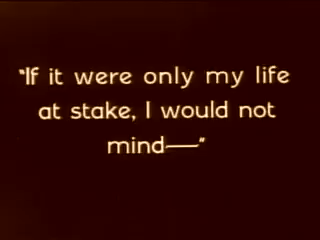 "If it were only my life
at stake, I would not
mind—"